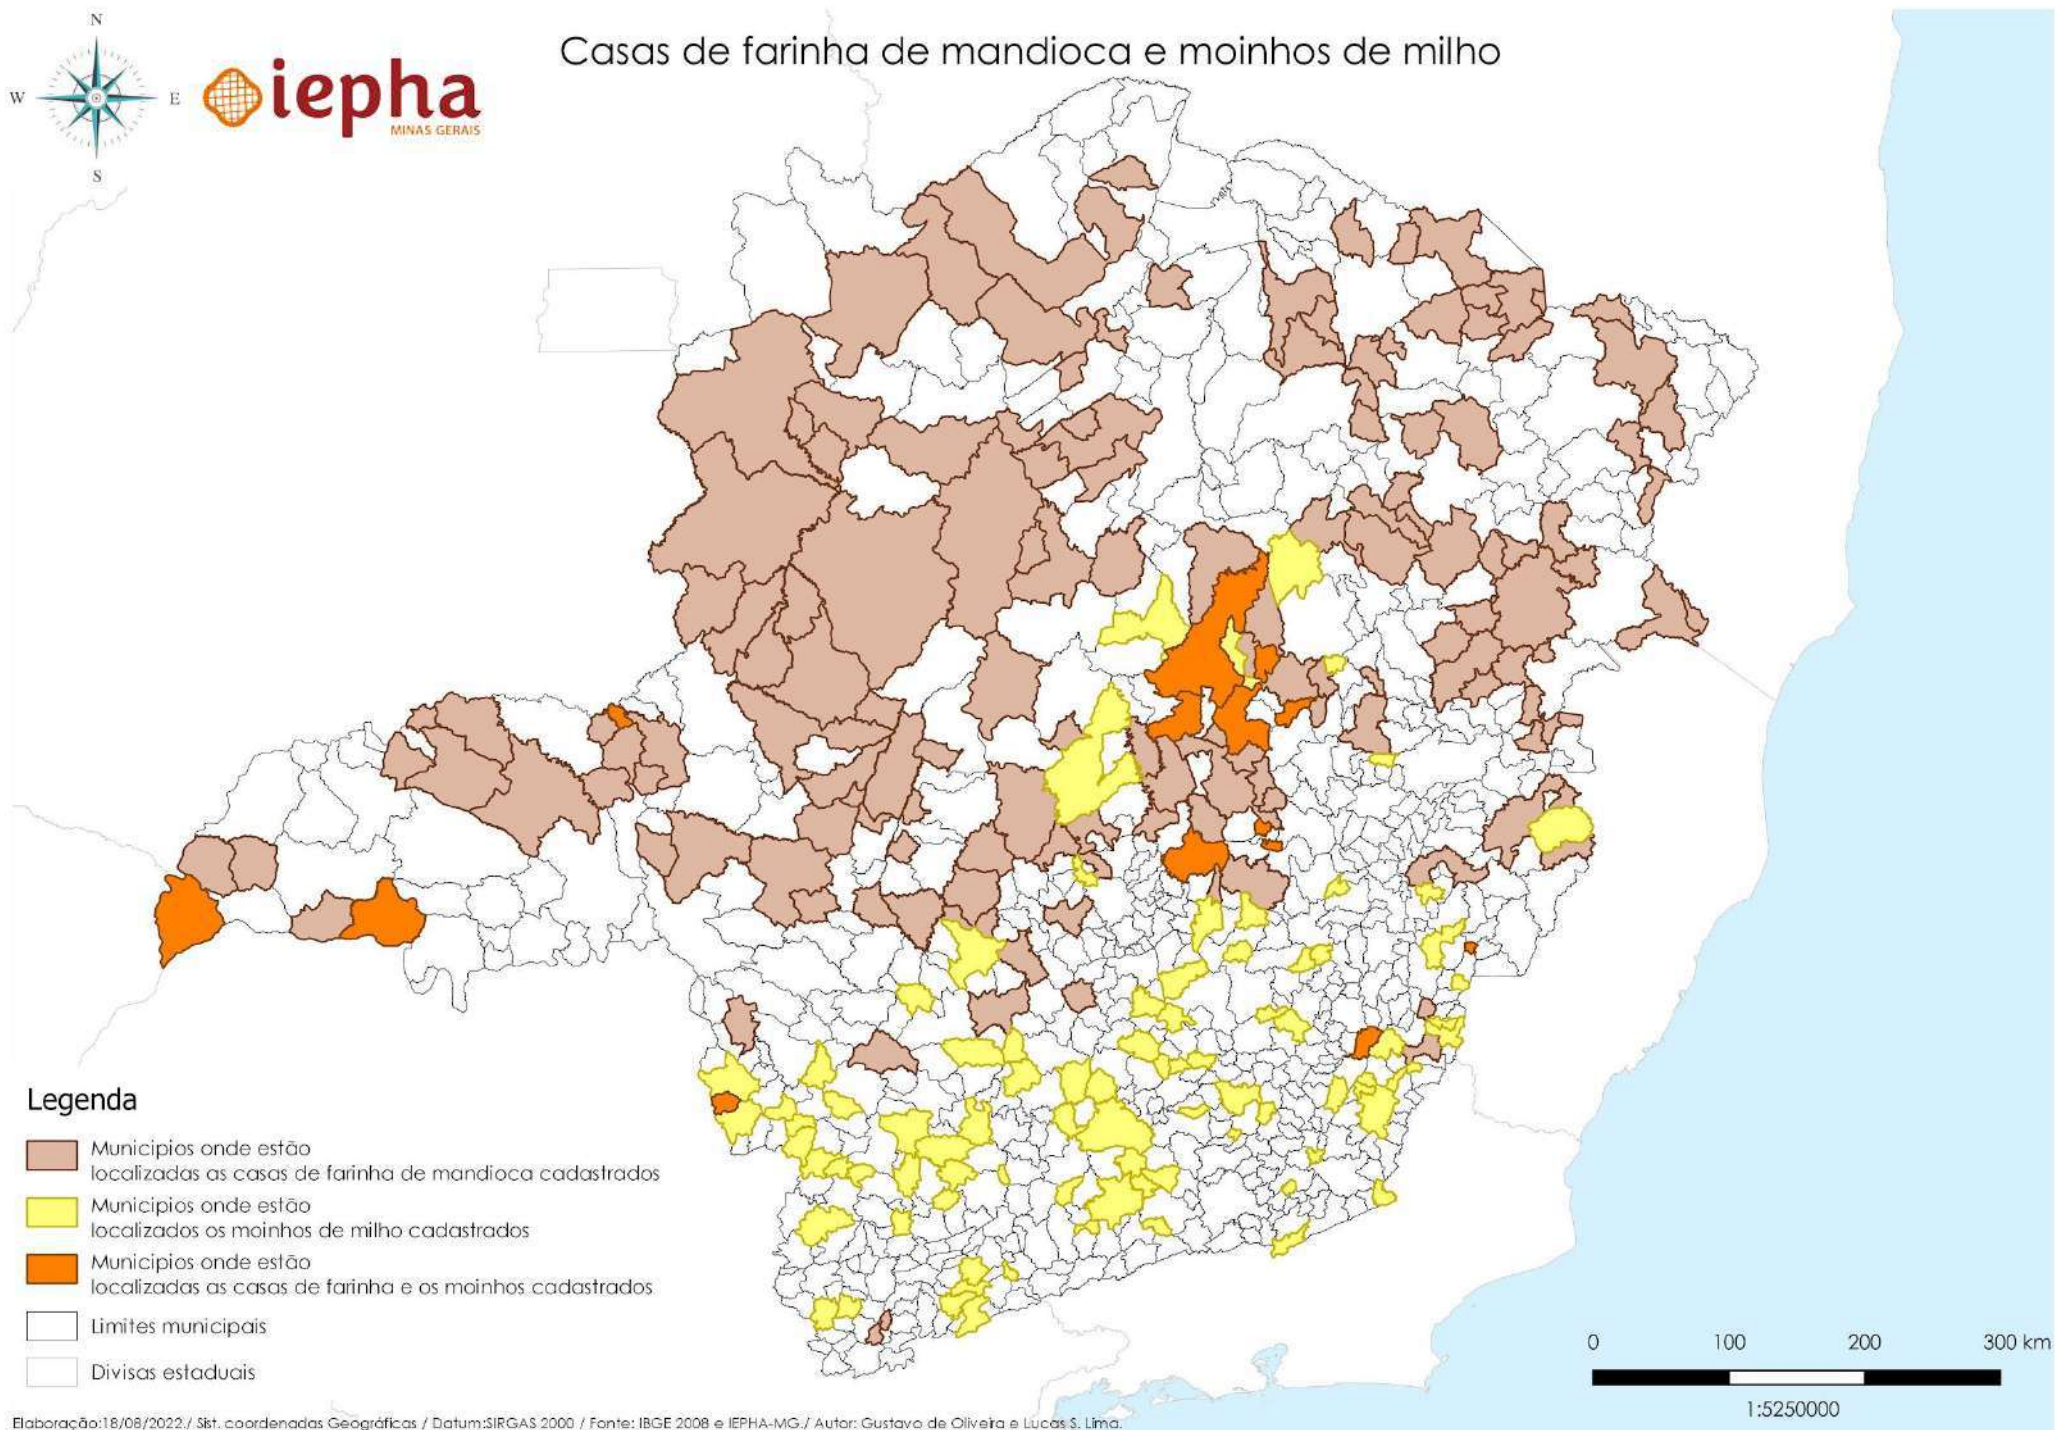 Casas de farinha de mandioca e moinhos de milho
N
W
E
S
iepha
MINAS GERAIS
Legenda
Municipios onde estão
localizadas as casas de farinha de mandioca cadastrados
Municipios onde estão
localizados os moinhos de milho cadastrados
Municipios onde estão
localizadas as casas de farinha e os moinhos cadastrados
Limites municipais
Divisas estaduais
0 100 200 300 km
1:5250000
Elaboração:18/08/2022./ Sist. coordenadas Geográficas / Datum:SIRGAS 2000 / Fonte: IBGE 2008 e IEPHA-MG./ Autor: Gustavo de Oliveira e Lucas S. Lima.